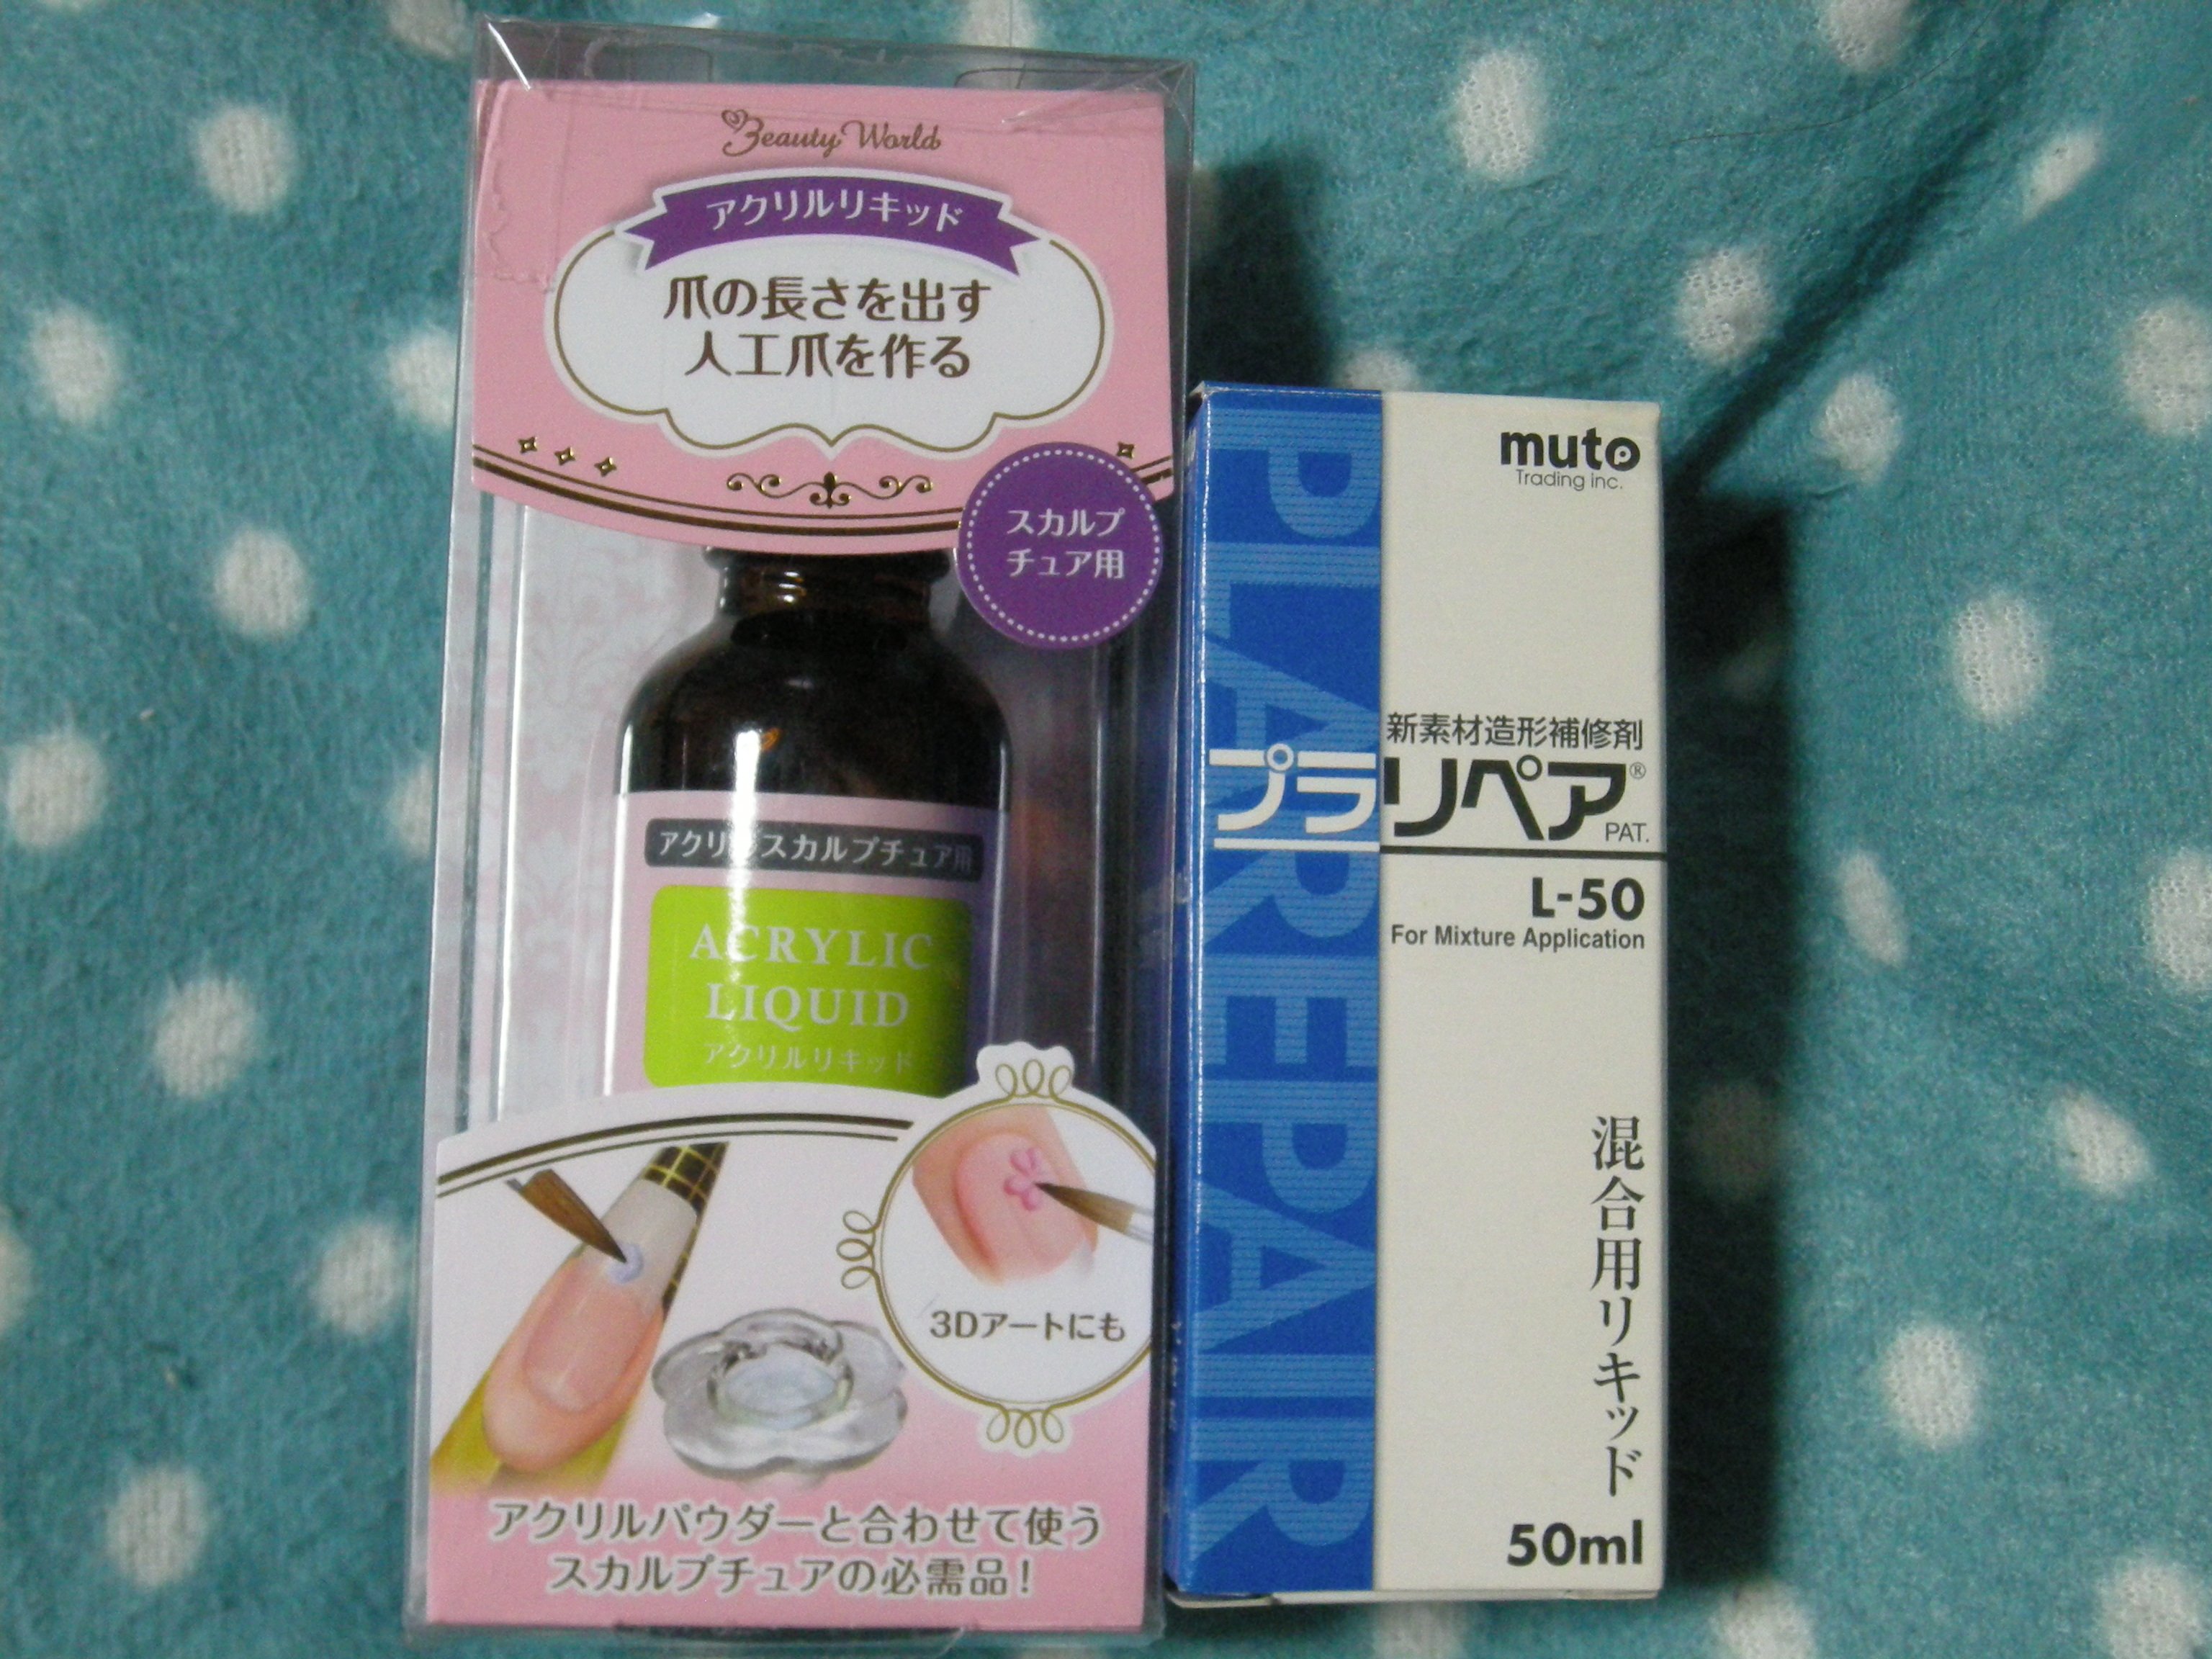 Beauty World
アクリルリキッド
爪の長さを出す
人工爪を作る
スカルプ
チュア用
アクリルスカルプチュア用
ACRYLIC
LIQUID
アクリルリキッド
3Dアートにも
アクリルパウダーと合わせて使う
スカルプチュアの必需品!
PLAREPAIR
muto
Trading inc.
新素材造形補修剤
プラリペア®
PAT.
L-50
For Mixture Application
混合用リキッド
50ml